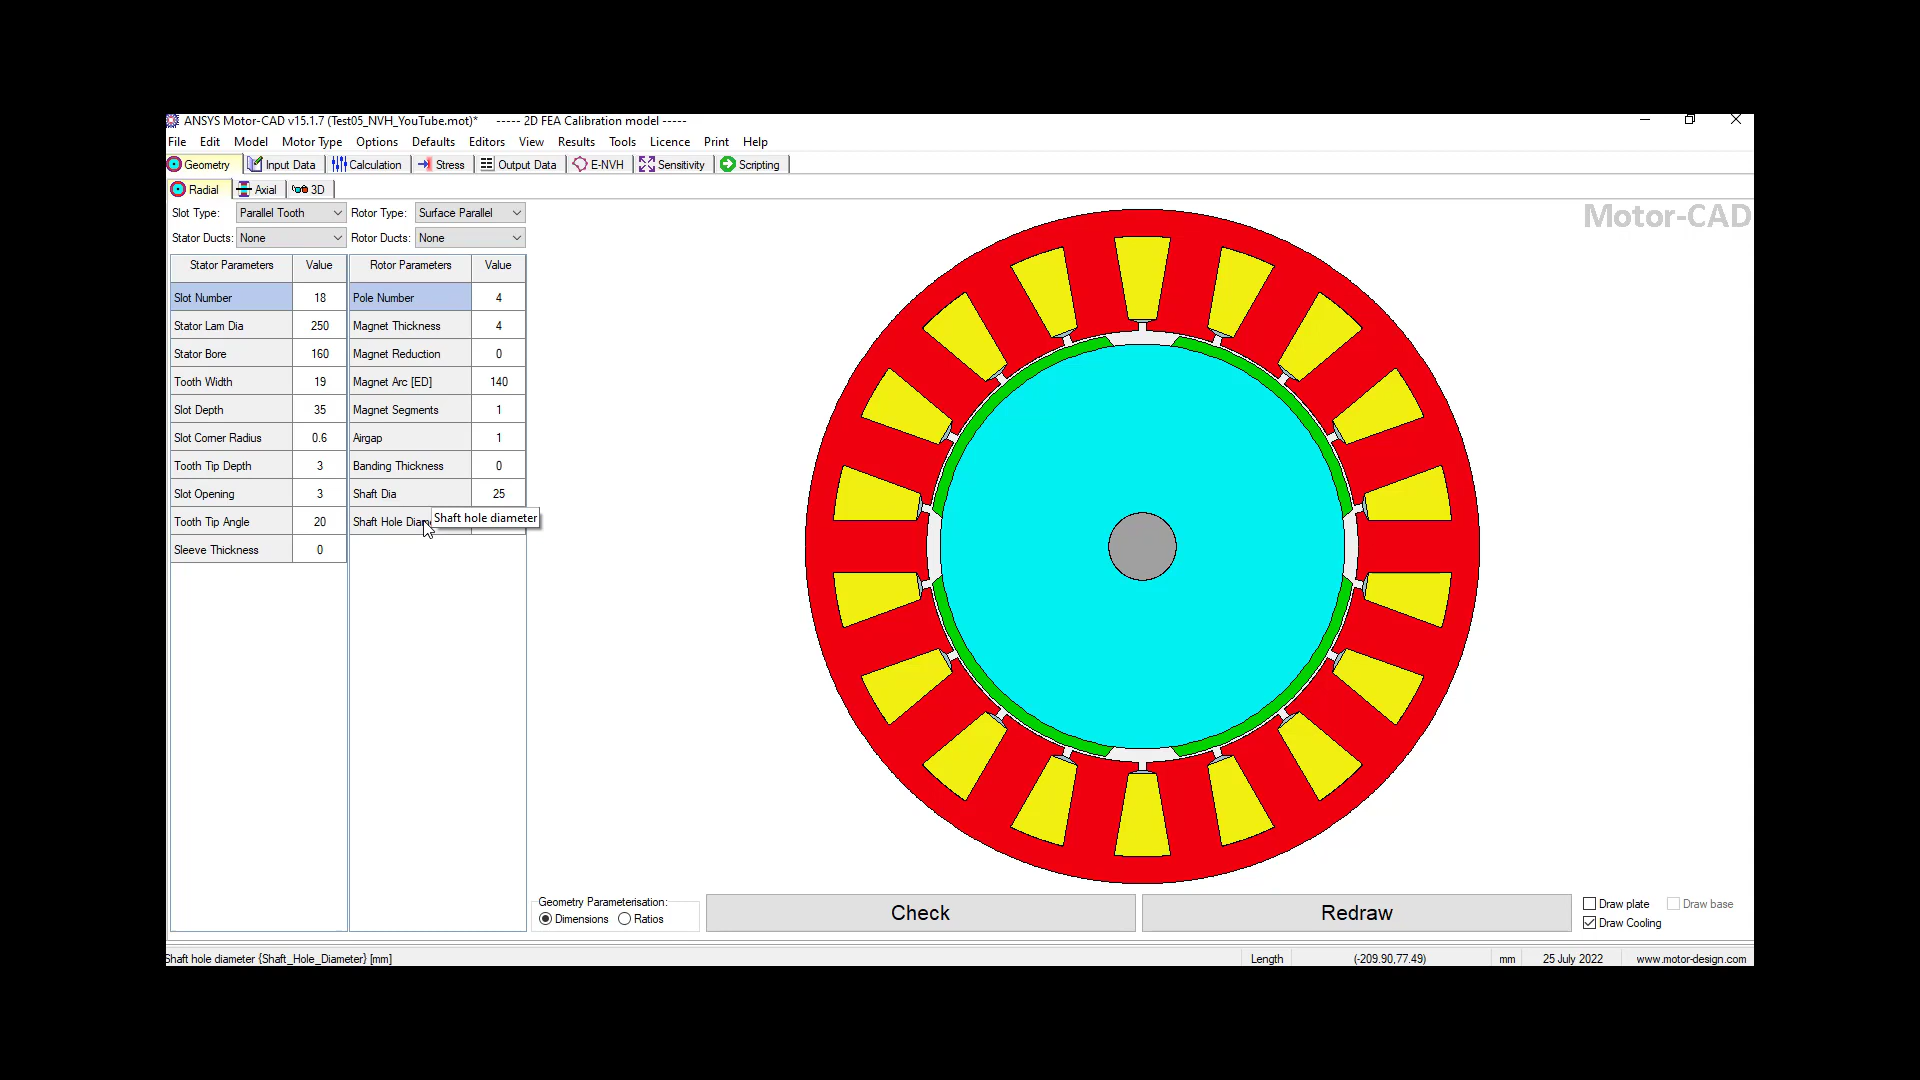 ANSYS Motor-CAD v15.1.7 (Test05_NVH_YouTube.mot)* ----- 2D FEA Calibration model -----
File Edit Model Motor Type Options Defaults Editors View Results Tools Licence Print Help
Geometry Input Data Calculation Stress Output Data E-NVH Sensitivity Scripting
Radial Axial 3D
Slot Type: Parallel Tooth Rotor Type: Surface Parallel
Motor-CAD
Stator Ducts: None Rotor Ducts: None
Stator Parameters Value Rotor Parameters Value
Slot Number 18 Pole Number 4
Stator Lam Dia 250 Magnet Thickness 4
Stator Bore 160 Magnet Reduction 0
Tooth Width 19 Magnet Arc [ED] 140
Slot Depth 35 Magnet Segments 1
Slot Corner Radius 0.6 Airgap 1
Tooth Tip Depth 3 Banding Thickness 0
Slot Opening 3 Shaft Dia 25
Tooth Tip Angle 20 Shaft Hole Shaft hole diameter
Sleeve Thickness 0
Geometry Parameterisation:
Dimensions Ratios
Check
Redraw
Draw plate Draw base
Draw Cooling
Shaft hole diameter {Shaft_Hole_Diameter} [mm] Length (-209.90,77.49) mm 25 July 2022 www.motor-design.com